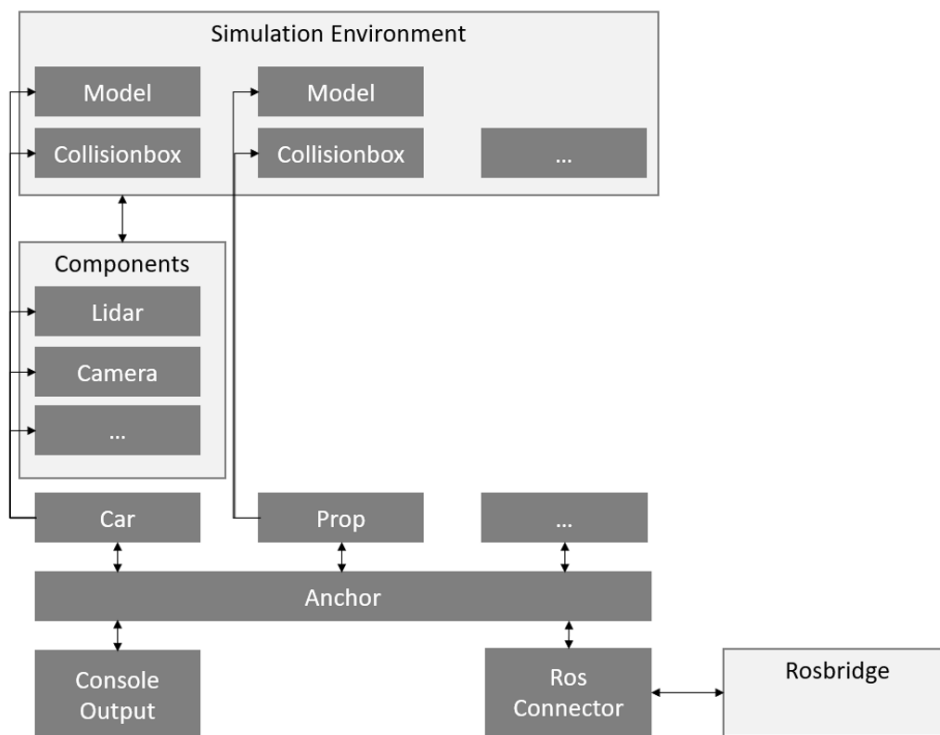 Simulation Environment
Model
Model
Collisionbox
Collisionbox
...
Components
Lidar
Camera
...
Car
Prop
...
Anchor
Console
Output
Ros
Connector
Rosbridge